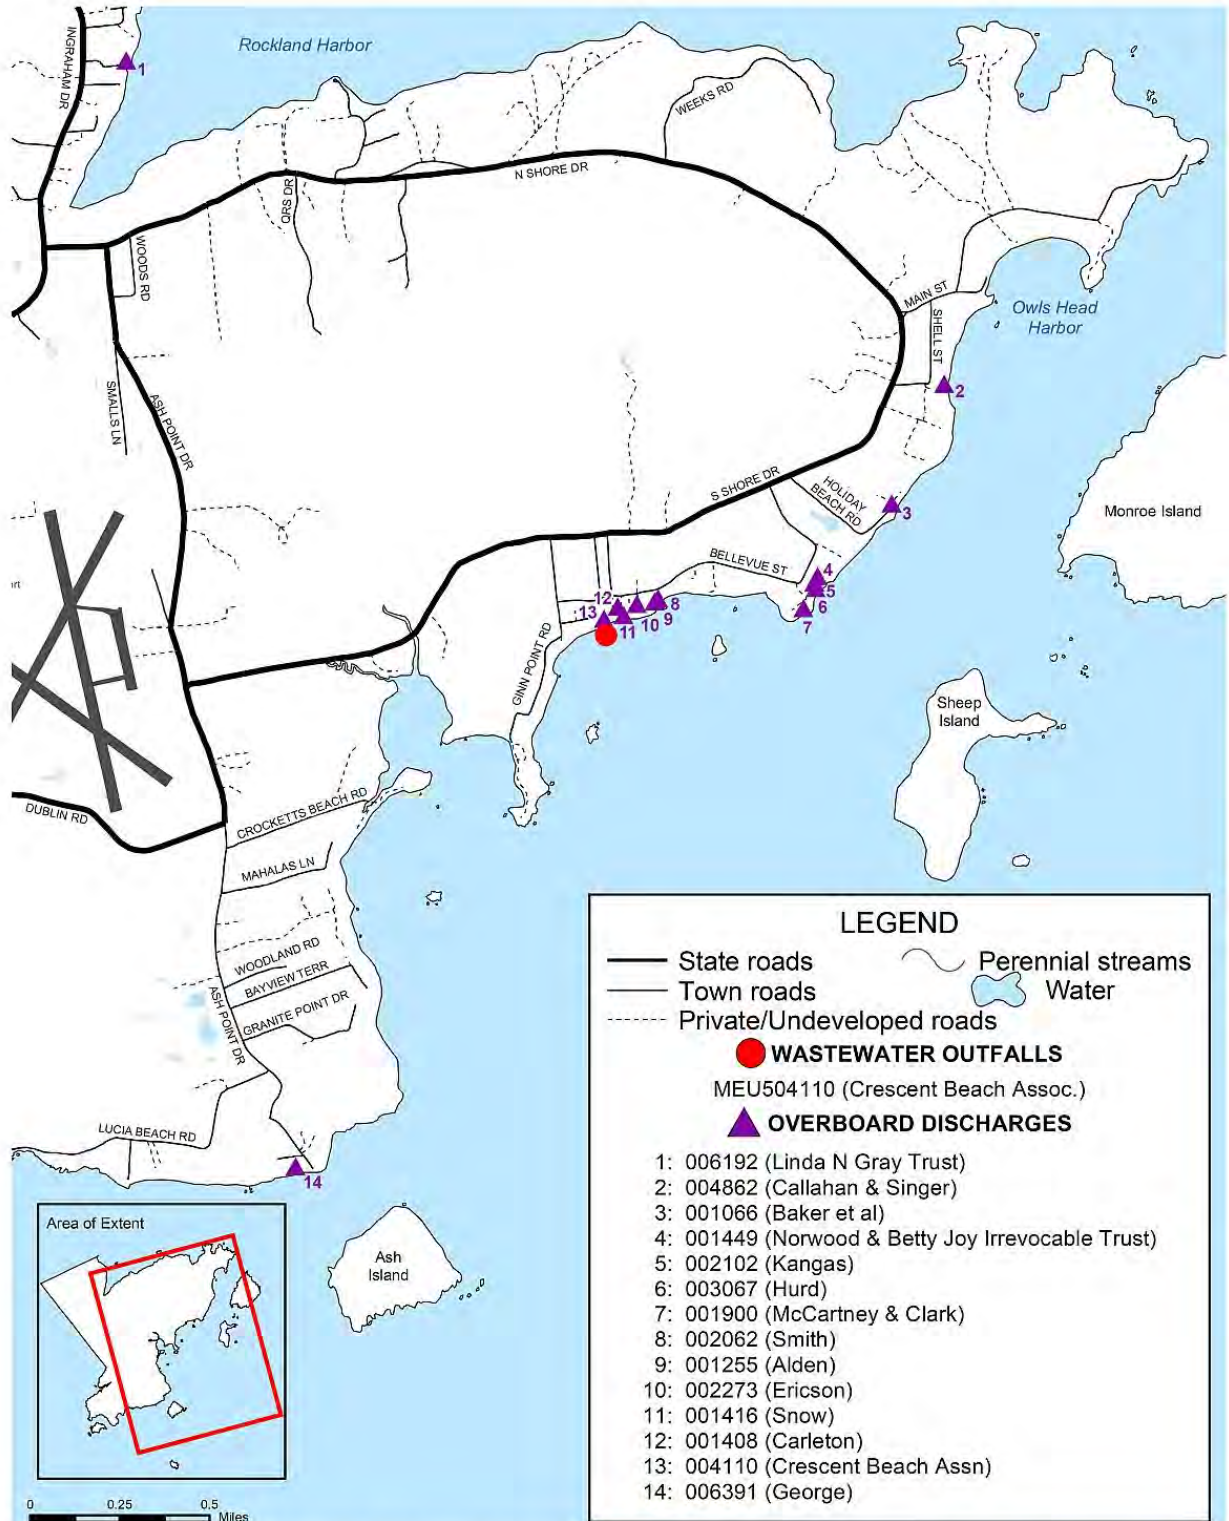 INGRAHAM DR
1
Rockland Harbor
WEEKS RD
N SHORE DR
QRS DR
WOODS RD
MAIN ST
SHELL ST
Owls Head
Harbor
2
SMALLS LN
ASH POINT DR
S SHORE DR
HOLIDAY
BEACH RD
3
Monroe Island
BELLEVUE ST
4
5
6
7
12
13
8
9
10
11
GINN POINT RD
Sheep
Island
DUBLIN RD
CROCKETTS BEACH RD
MAHALAS LN
WOODLAND RD
BAYVIEW TERR
GRANITE POINT DR
ASH POINT DR
LUCIA BEACH RD
14
Ash
Island
Area of Extent
0 0.25 0.5
Miles
LEGEND
State roads
Perennial streams
Town roads
Water
Private/Undeveloped roads
WASTEWATER OUTFALLS
MEU504110 (Crescent Beach Assoc.)
OVERBOARD DISCHARGES
1: 006192 (Linda N Gray Trust)
2: 004862 (Callahan & Singer)
3: 001066 (Baker et al)
4: 001449 (Norwood & Betty Joy Irrevocable Trust)
5: 002102 (Kangas)
6: 003067 (Hurd)
7: 001900 (McCartney & Clark)
8: 002062 (Smith)
9: 001255 (Alden)
10: 002273 (Ericson)
11: 001416 (Snow)
12: 001408 (Carleton)
13: 004110 (Crescent Beach Assn)
14: 006391 (George)